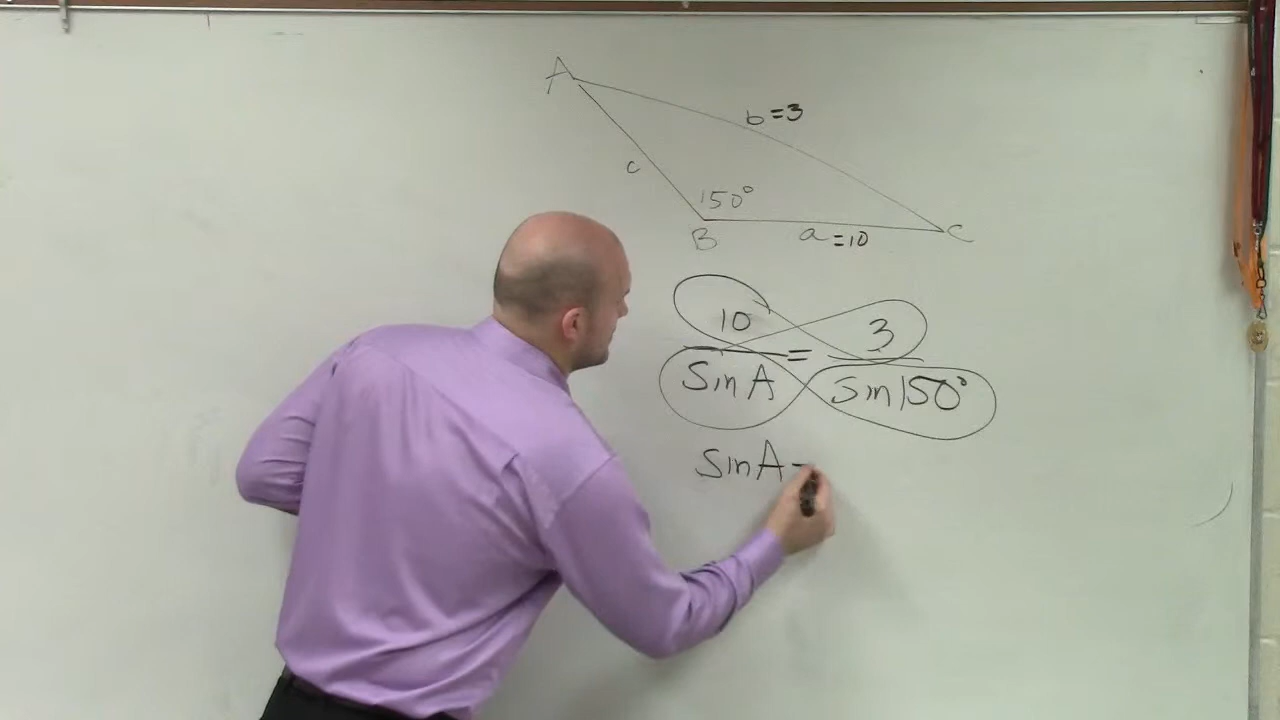 A
b=3
c
150°
B
a=10
C
10 = 3
sin A sin 150°
sin A =